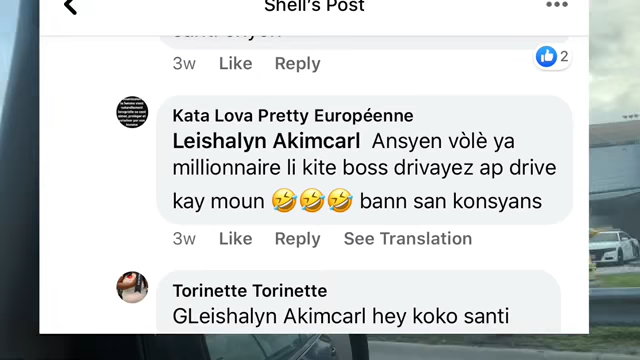 Shell's Post
3w Like Reply 2
Kata Lova Pretty Européenne
Leishalyn Akimcarl Ansyen vòlè ya
millionnaire li kite boss drivayez ap drive
kay moun 🤣🤣🤣 bann san konsyans
3w Like Reply See Translation
Torinette Torinette
GLeishalyn Akimcarl hey koko santi